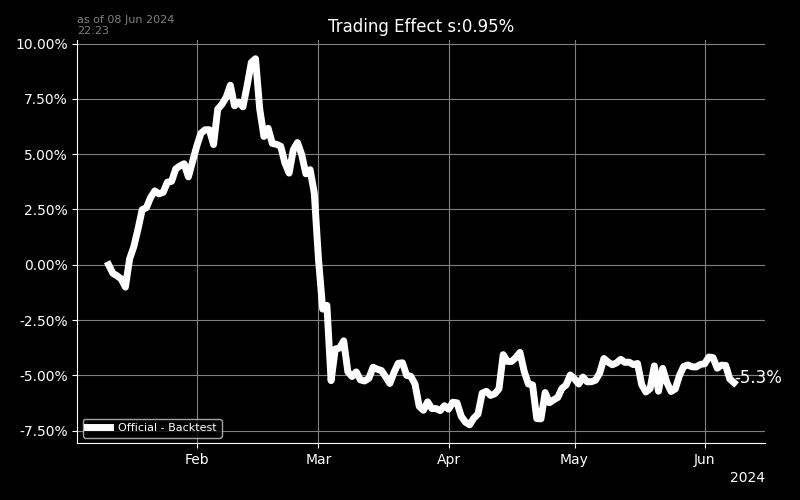 as of 08 Jun 2024
22:23
Trading Effect s:0.95%
10.00%
7.50%
5.00%
2.50%
0.00%
-2.50%
-5.00%
-7.50%
-5.3%
Official - Backtest
Feb Mar Apr May Jun
2024